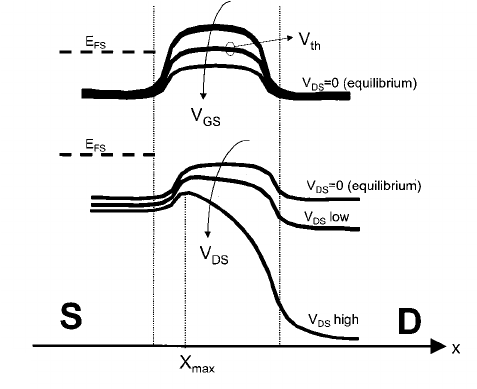 E_FS
V_th
V_DS=0 (equilibrium)
V_GS
E_FS
V_DS=0 (equilibrium)
V_DS low
V_DS
V_DS high
S
D
x
X_max